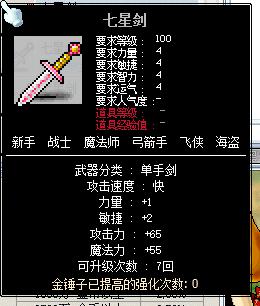 七星剑
要求等级： 100
要求力量： 4
要求敏捷： 4
要求智力： 4
要求运气： 4
要求人气度： -
道具等级： -
道具经验值： -
新手 战士 魔法师 弓箭手 飞侠 海盗
武器分类： 单手剑
攻击速度： 快
力量： +1
敏捷： +2
攻击力： +65
魔法力： +55
可升级次数： 7回
金锤子已提高的强化次数: 0